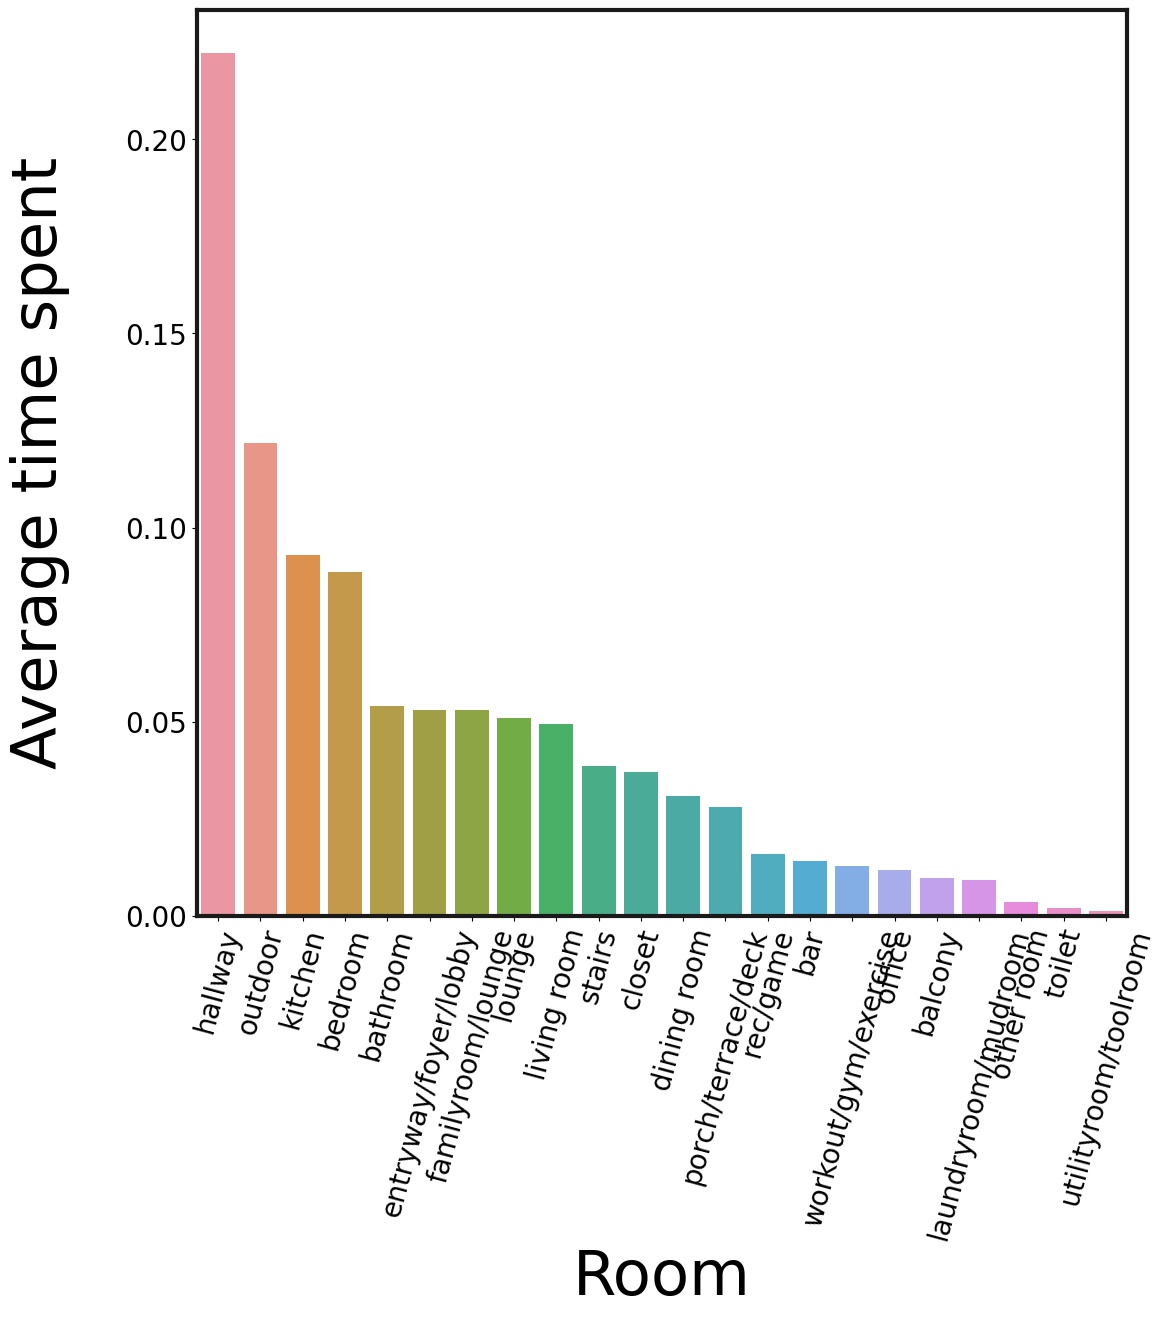 Average time spent
0.20
0.15
0.10
0.05
0.00
hallway
outdoor
kitchen
bedroom
bathroom
entryway/foyer/lobby
familyroom/lounge
lounge
living room
stairs
closet
dining room
porch/terrace/deck
rec/game
bar
workout/gym/exercise
office
balcony
laundryroom/mudroom
other room
toilet
utilityroom/toolroom
Room